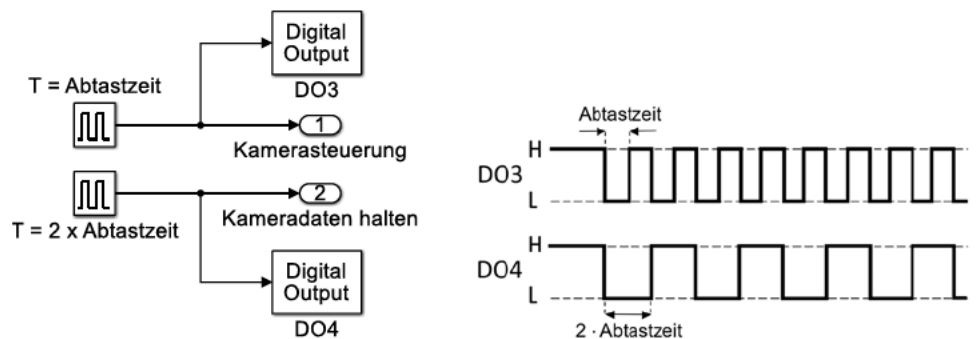 Digital
Output
DO3
T = Abtastzeit
1
Kamerasteuerung
2
Kameradaten halten
T = 2 x Abtastzeit
Digital
Output
DO4
Abtastzeit
H
DO3
L
H
DO4
L
2 · Abtastzeit